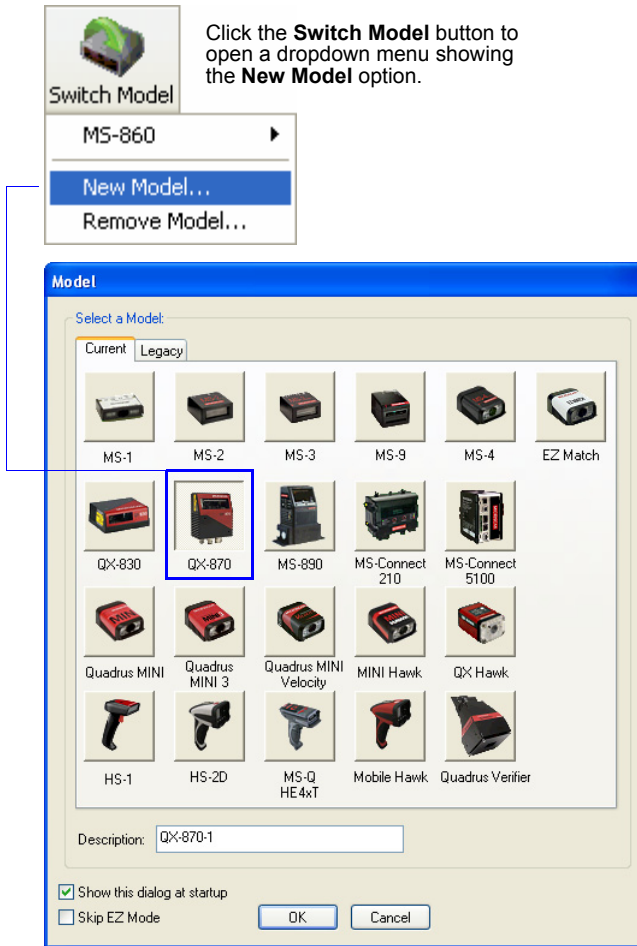 Click the Switch Model button to
open a dropdown menu showing
the New Model option.
Switch Model
MS-860
New Model...
Remove Model...
Model
Select a Model:
Current Legacy
MS-1 MS-2 MS-3 MS-9 MS-4 EZ Match
QX-830 QX-870 MS-890 MS-Connect 210 MS-Connect 5100
Quadrus MINI Quadrus MINI 3 Quadrus MINI Velocity MINI Hawk QX Hawk
HS-1 HS-2D MS-Q HE4xT Mobile Hawk Quadrus Verifier
Description: QX-870-1
Show this dialog at startup
Skip EZ Mode OK Cancel